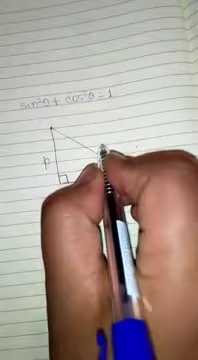 sin²θ + cos²θ = 1
p